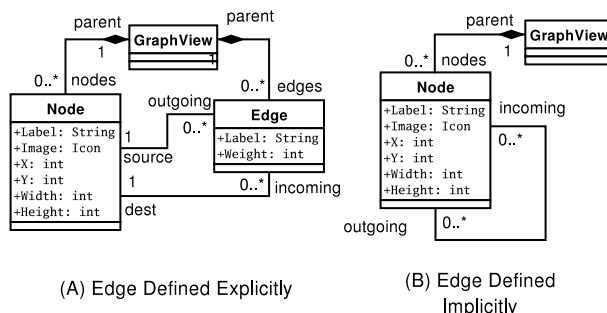 parent
parent
1
GraphView
1
0..*
nodes
0..*
edges
Node
+Label: String
+Image: Icon
+X: int
+Y: int
+Width: int
+Height: int
outgoing
1
0..*
source
Edge
+Label: String
+Weight: int
1
0..*
incoming
dest
(A) Edge Defined Explicitly
parent
1
GraphView
0..*
nodes
Node
+Label: String
+Image: Icon
+X: int
+Y: int
+Width: int
+Height: int
incoming
0..*
outgoing
0..*
(B) Edge Defined
Implicitly